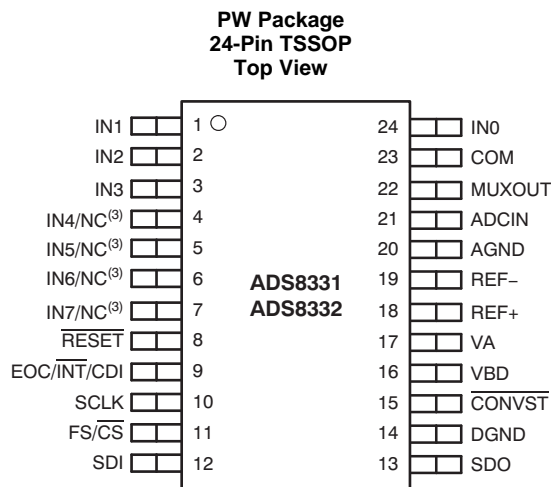 PW Package
24-Pin TSSOP
Top View
IN1 1 24 IN0
IN2 2 23 COM
IN3 3 22 MUXOUT
IN4/NC(3) 4 21 ADCIN
IN5/NC(3) 5 20 AGND
IN6/NC(3) 6 ADS8331 19 REF−
IN7/NC(3) 7 ADS8332 18 REF+
RESET 8 17 VA
EOC/INT/CDI 9 16 VBD
SCLK 10 15 CONVST
FS/CS 11 14 DGND
SDI 12 13 SDO